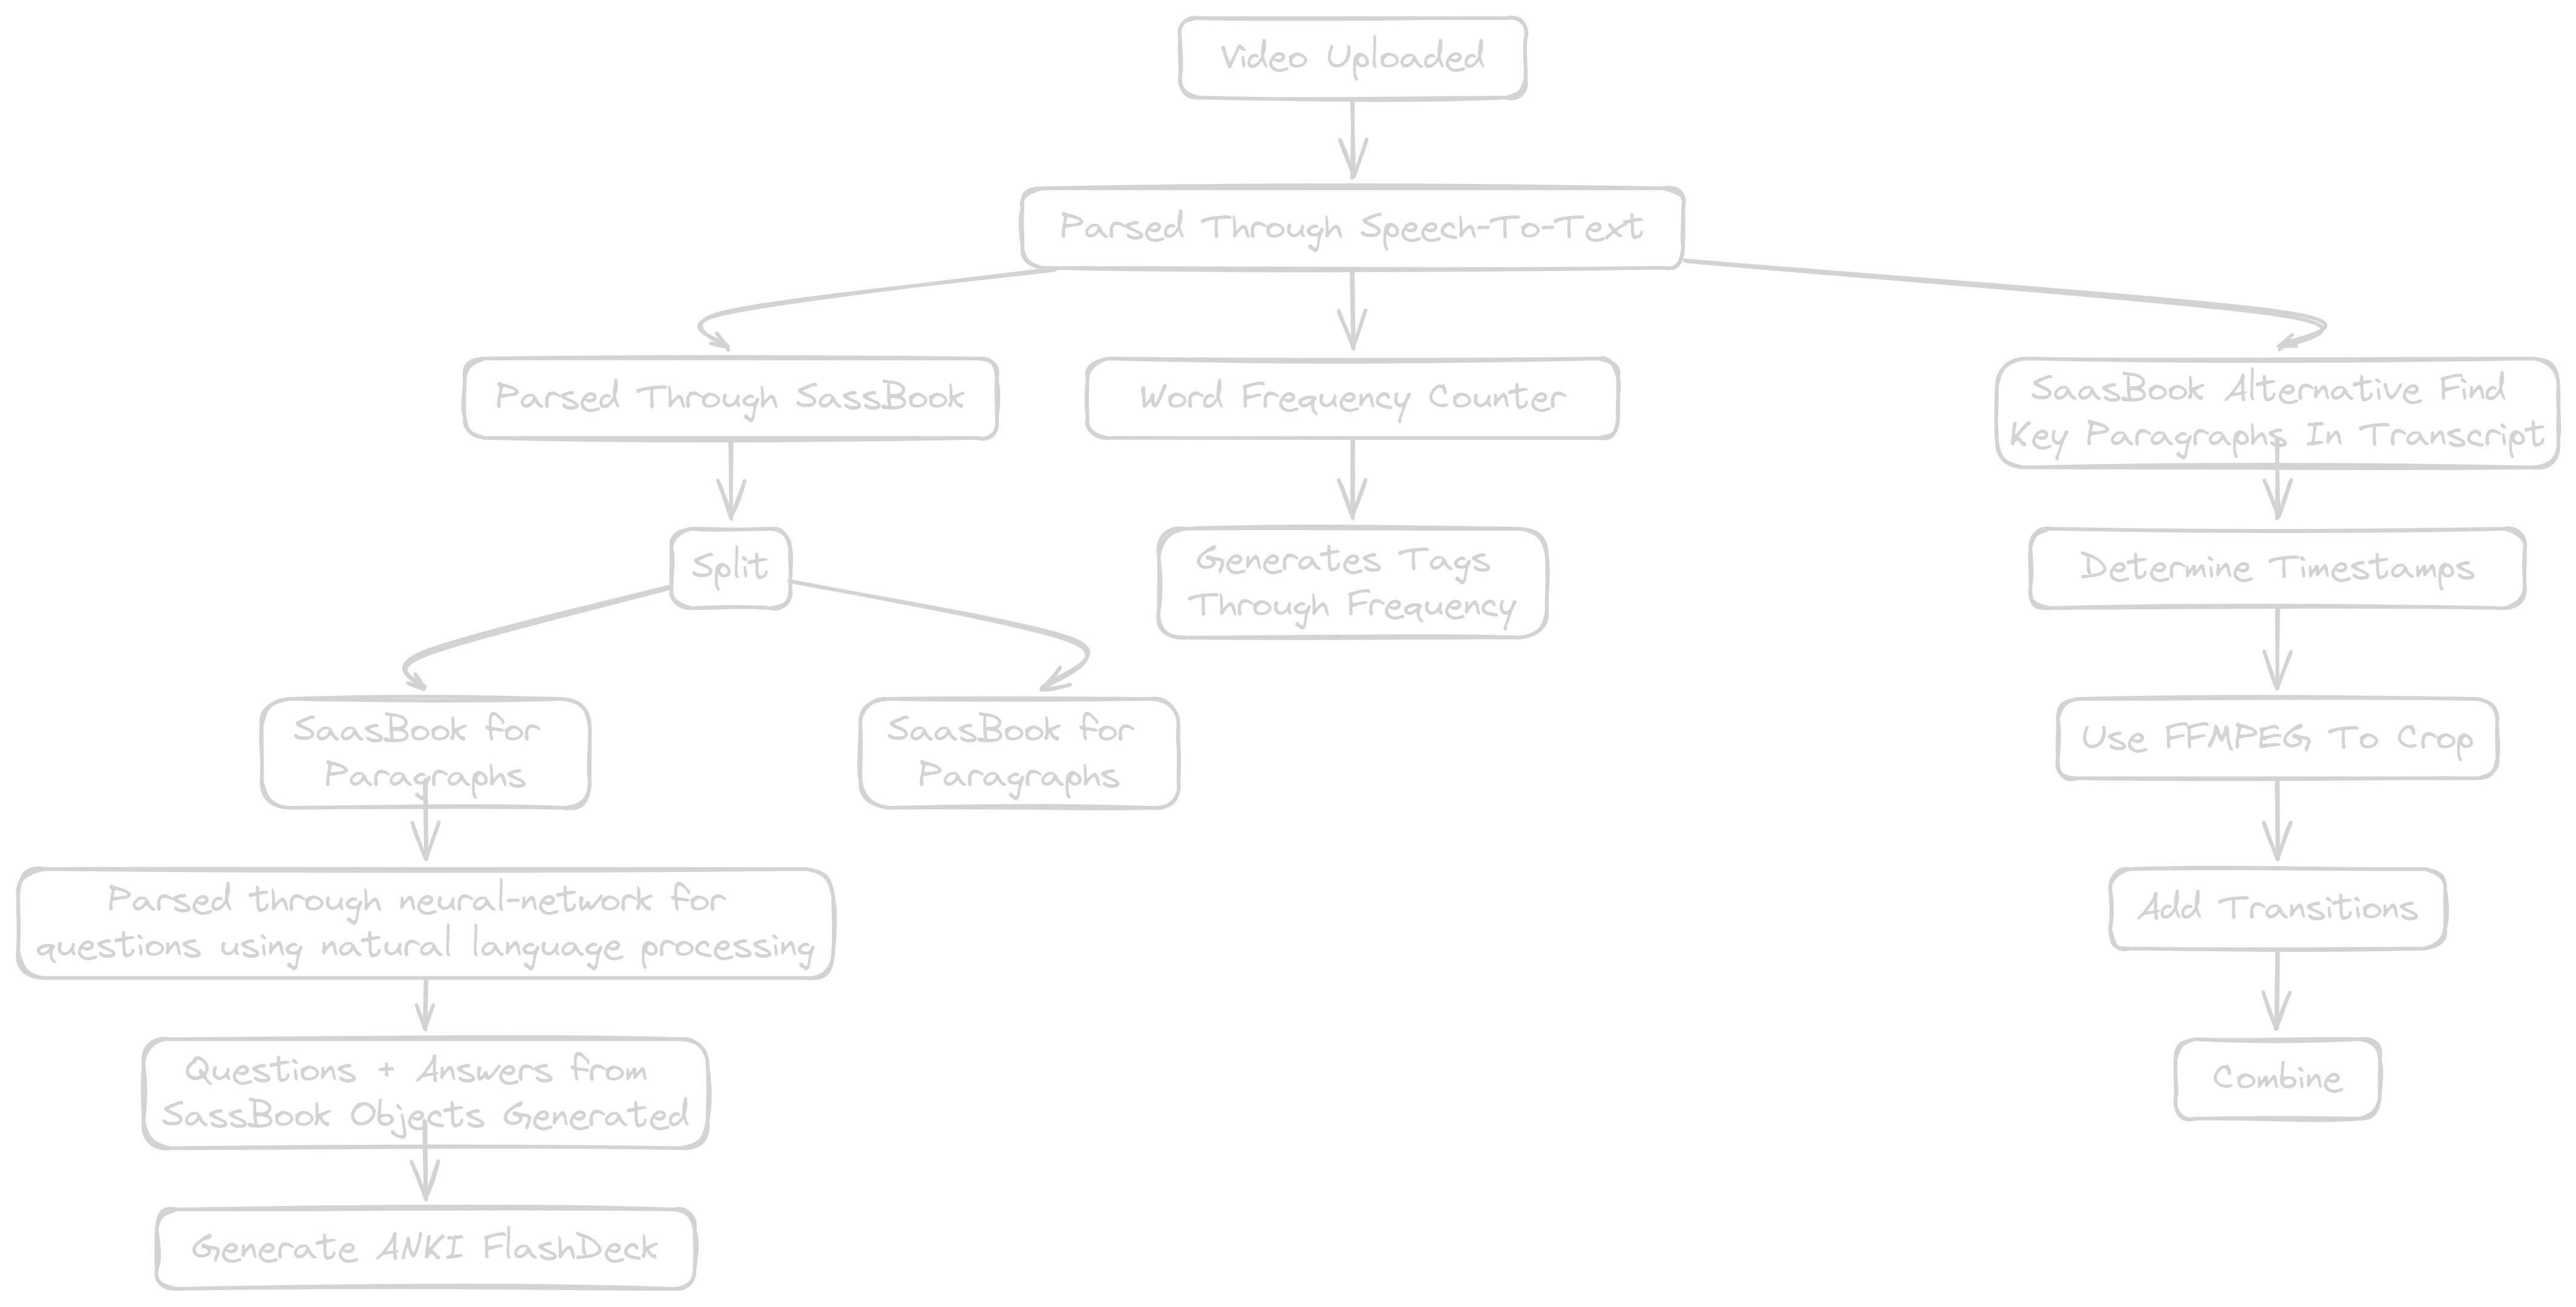 Video Uploaded
Parsed Through Speech-To-Text
Parsed Through SassBook
Word Frequency Counter
SaasBook Alternative Find
Key Paragraphs In Transcript
Split
Generates Tags
Through Frequency
Determine Timestamps
SaasBook for
Paragraphs
SaasBook for
Paragraphs
Use FFMPEG To Crop
Parsed through neural-network for
questions using natural language processing
Add Transitions
Questions + Answers from
SassBook Objects Generated
Combine
Generate ANKI FlashDeck